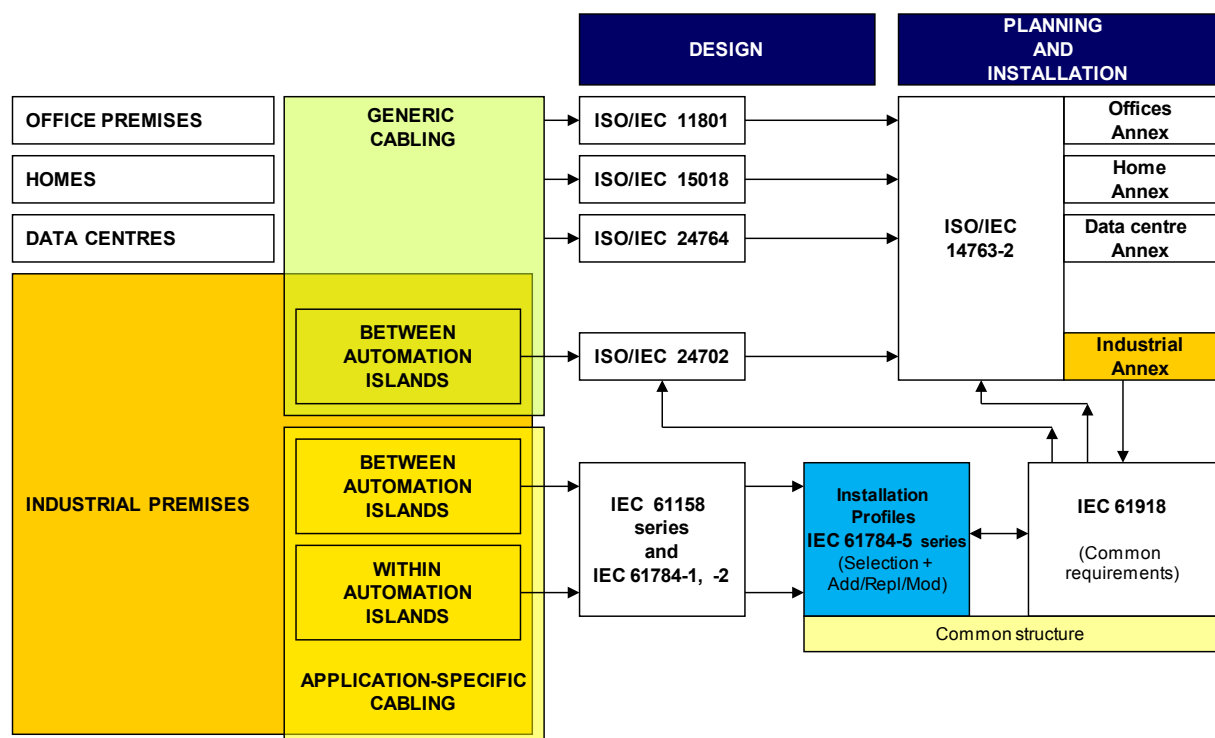 DESIGN
PLANNING
AND
INSTALLATION
OFFICE PREMISES
GENERIC
CABLING
ISO/IEC 11801
Offices
Annex
HOMES
ISO/IEC 15018
Home
Annex
DATA CENTRES
ISO/IEC 24764
ISO/IEC
14763-2
Data centre
Annex
BETWEEN
AUTOMATION
ISLANDS
ISO/IEC 24702
Industrial
Annex
INDUSTRIAL PREMISES
BETWEEN
AUTOMATION
ISLANDS
IEC 61158
series
and
IEC 61784-1, -2
Installation
Profiles
IEC 61784-5 series
(Selection +
Add/Repl/Mod)
IEC 61918
(Common
requirements)
WITHIN
AUTOMATION
ISLANDS
Common structure
APPLICATION-SPECIFIC
CABLING